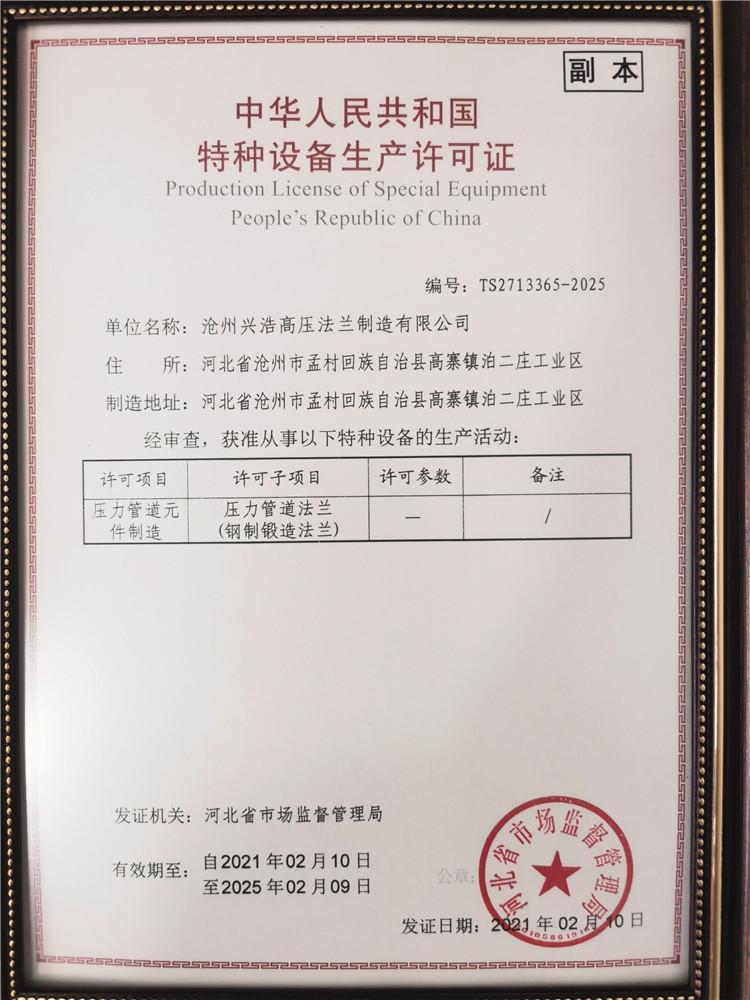 副 本
中华人民共和国
特种设备生产许可证
Production License of Special Equipment
People's Republic of China
编号：TS2713365-2025
单位名称：沧州兴浩高压法兰制造有限公司
住 所：河北省沧州市孟村回族自治县高寨镇泊二庄工业区
制造地址：河北省沧州市孟村回族自治县高寨镇泊二庄工业区
经审查，获准从事以下特种设备的生产活动：
许可项目 许可子项目 许可参数 备注
压力管道元件制造 压力管道法兰(钢制锻造法兰) — /
发证机关：河北省市场监督管理局
有效期至：自2021年02月10日
至2025年02月09日
公章：
河北省市场监督管理局
发证日期：2021年02月10日